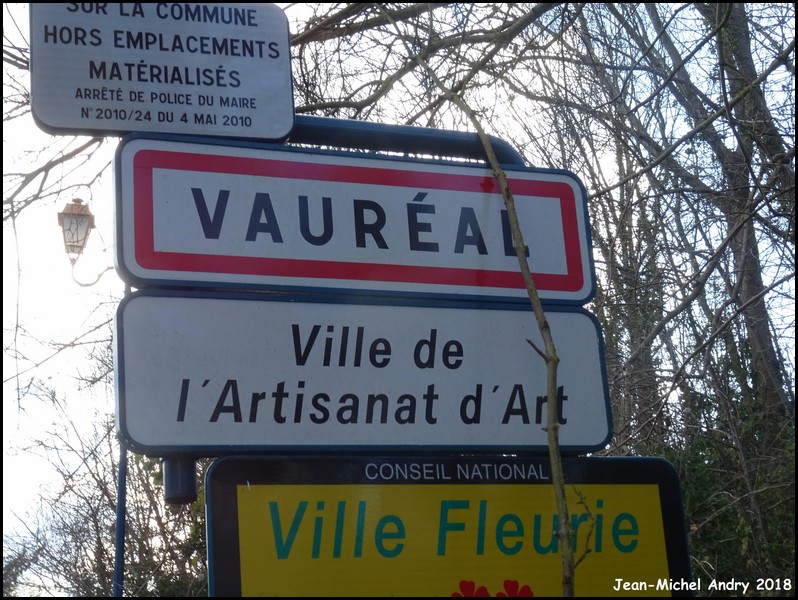 SUR LA COMMUNE
HORS EMPLACEMENTS
MATÉRIALISÉS
ARRÊTÉ DE POLICE DU MAIRE
N° 2010/24 DU 4 MAI 2010
VAURÉAL
Ville de
l´Artisanat d´Art
CONSEIL NATIONAL
Ville Fleurie
Jean-Michel Andry 2018